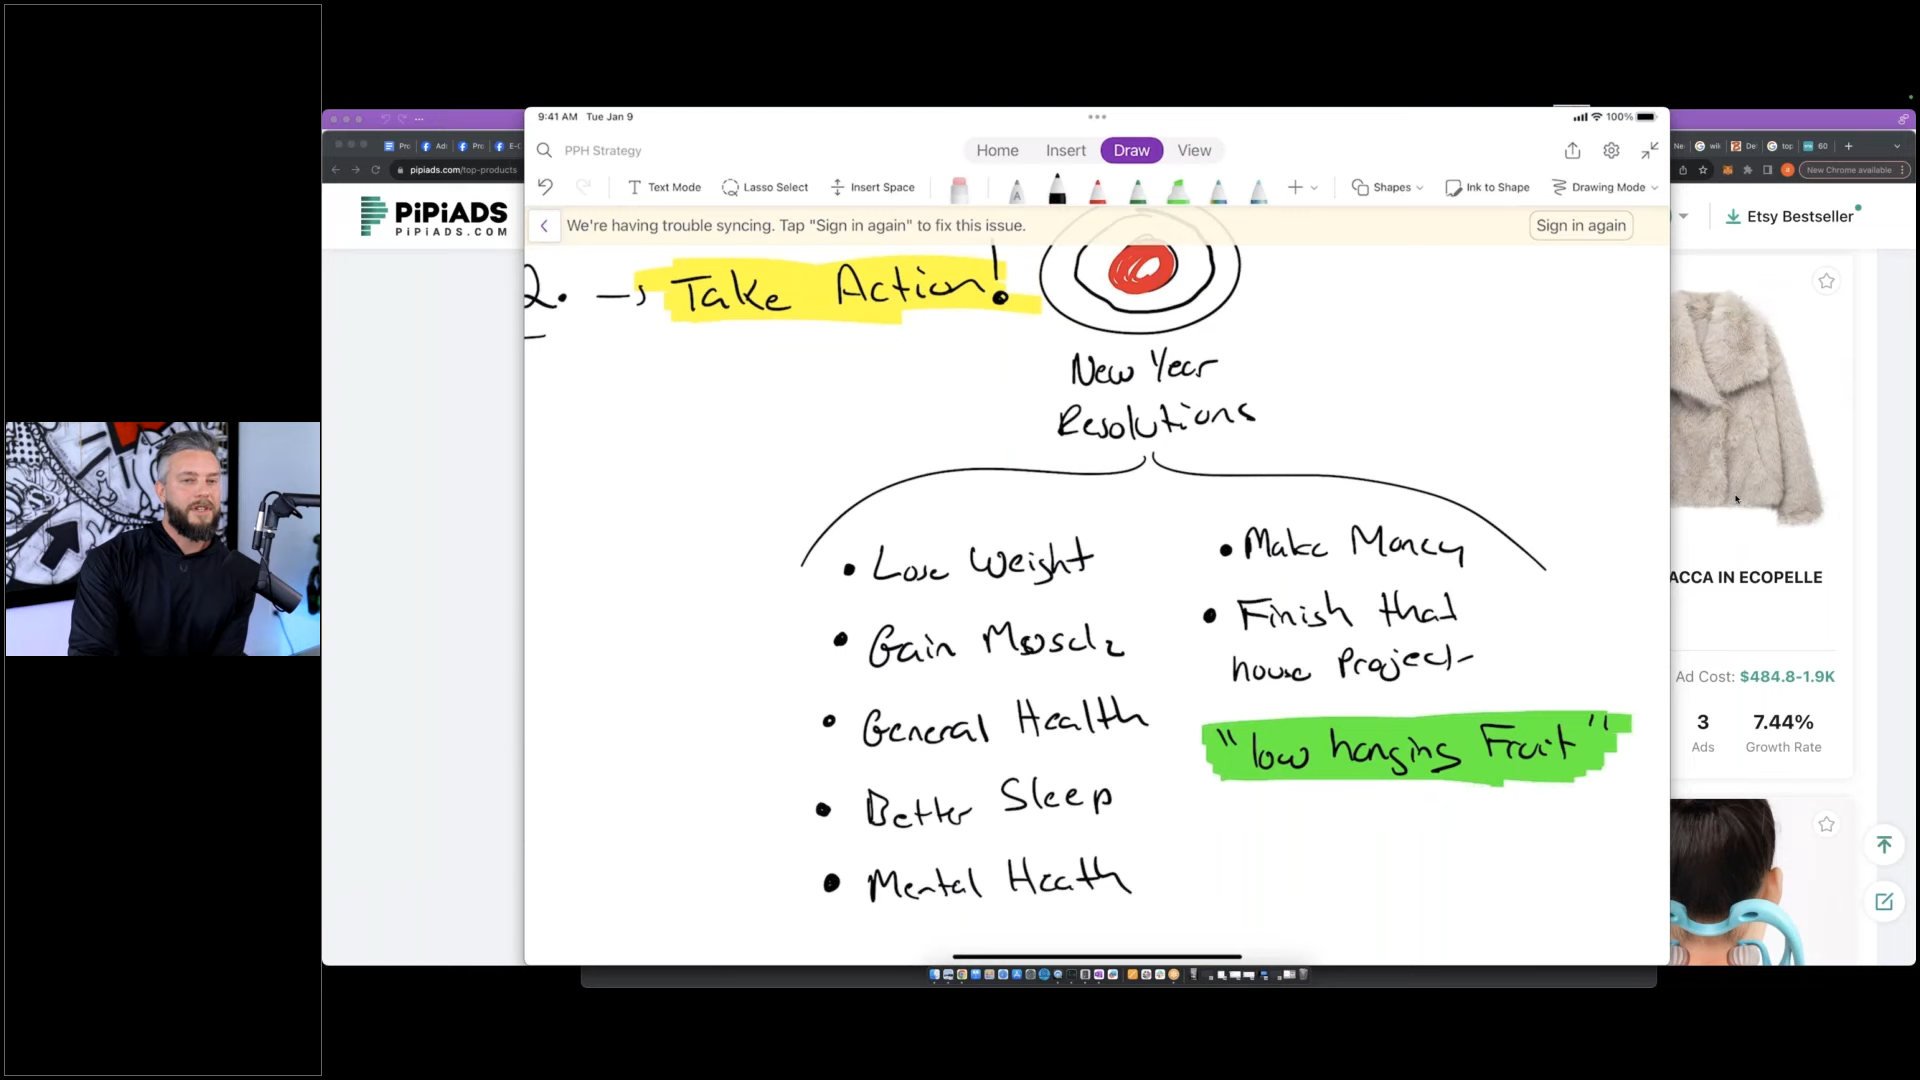 9:41 AM Tue Jan 9
100%
PPH Strategy
Home Insert Draw View
Text Mode Lasso Select Insert Space Shapes Ink to Shape Drawing Mode
We're having trouble syncing. Tap "Sign in again" to fix this issue.
Sign in again
pipiads.com/top-products
New Chrome available
PiPiADS
PiPiADS.COM
Etsy Bestseller
2. → Take Action!
New Year
Resolutions
• Lose Weight
• Gain Muscle
• General Health
• Better Sleep
• Mental Heath
• Make Money
• Finish that
house Project
"low hanging Fruit"
ACCA IN ECOPELLE
Ad Cost: $484.8-1.9K
3 7.44%
Ads Growth Rate